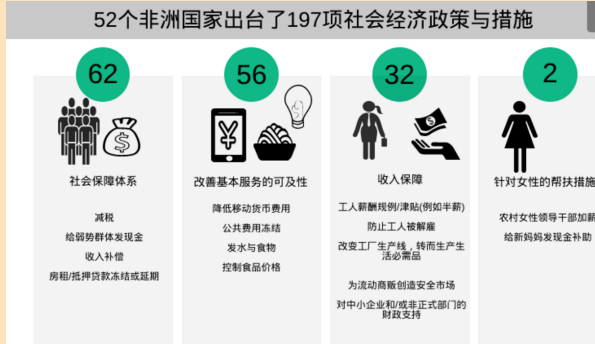 52个非洲国家出台了197项社会经济政策与措施
62
社会保障体系
减税
给弱势群体发现金
收入补偿
房租/抵押贷款冻结或延期
56
改善基本服务的可及性
降低移动货币费用
公共费用冻结
发水与食物
控制食品价格
32
收入保障
工人薪酬规例/津贴(例如半薪)
防止工人被解雇
改变工厂生产线，转而生产生
活必需品
为流动商贩创造安全市场
对中小企业和/或非正式部门的
财政支持
2
针对女性的帮扶措施
农村女性领导干部加薪
给新妈妈发现金补助